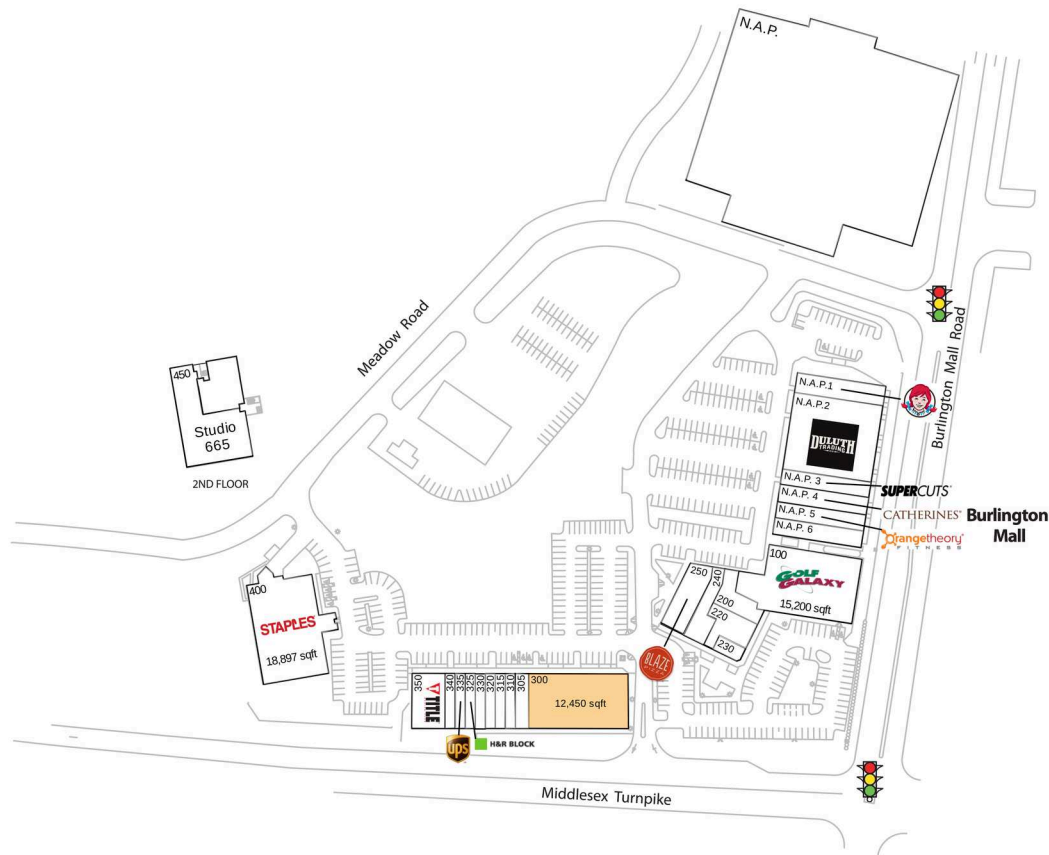 N.A.P.
Meadow Road
Burlington Mall Road
450
Studio
665
2ND FLOOR
N.A.P.1
N.A.P.2
DULUTH
TRADING
N.A.P. 3
SUPERCUTS
N.A.P. 4
CATHERINES
Burlington
Mall
N.A.P. 5
N.A.P. 6
orangetheory
FITNESS
100
GOLF
GALAXY
15,200 sqft
250
240
200
220
230
BLAZE
PIZZA
400
STAPLES
18,897 sqft
350
TITLE
340
335
325
330
320
315
310
305
300
12,450 sqft
ups
H&R BLOCK
Middlesex Turnpike